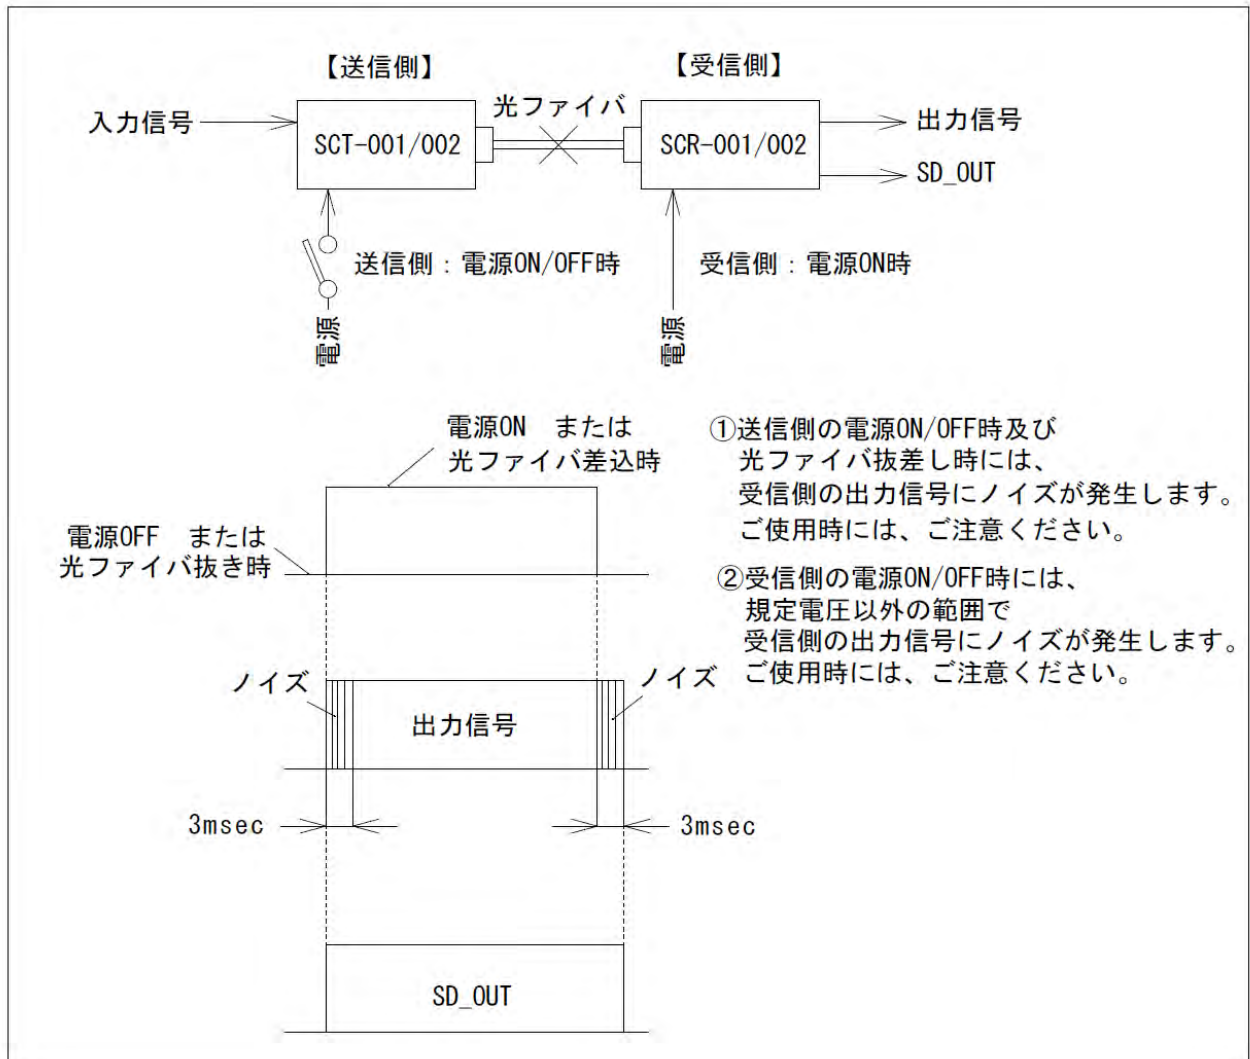 【送信側】
【受信側】
入力信号
SCT-001/002
光ファイバ
SCR-001/002
出力信号
SD_OUT
送信側：電源ON/OFF時
受信側：電源ON時
電源
電源
電源ON　または
光ファイバ差込時
電源OFF　または
光ファイバ抜き時
①送信側の電源ON/OFF時及び
光ファイバ抜差し時には、
受信側の出力信号にノイズが発生します。
ご使用時には、ご注意ください。
②受信側の電源ON/OFF時には、
規定電圧以外の範囲で
受信側の出力信号にノイズが発生します。
ご使用時には、ご注意ください。
ノイズ
出力信号
ノイズ
3msec
3msec
SD_OUT